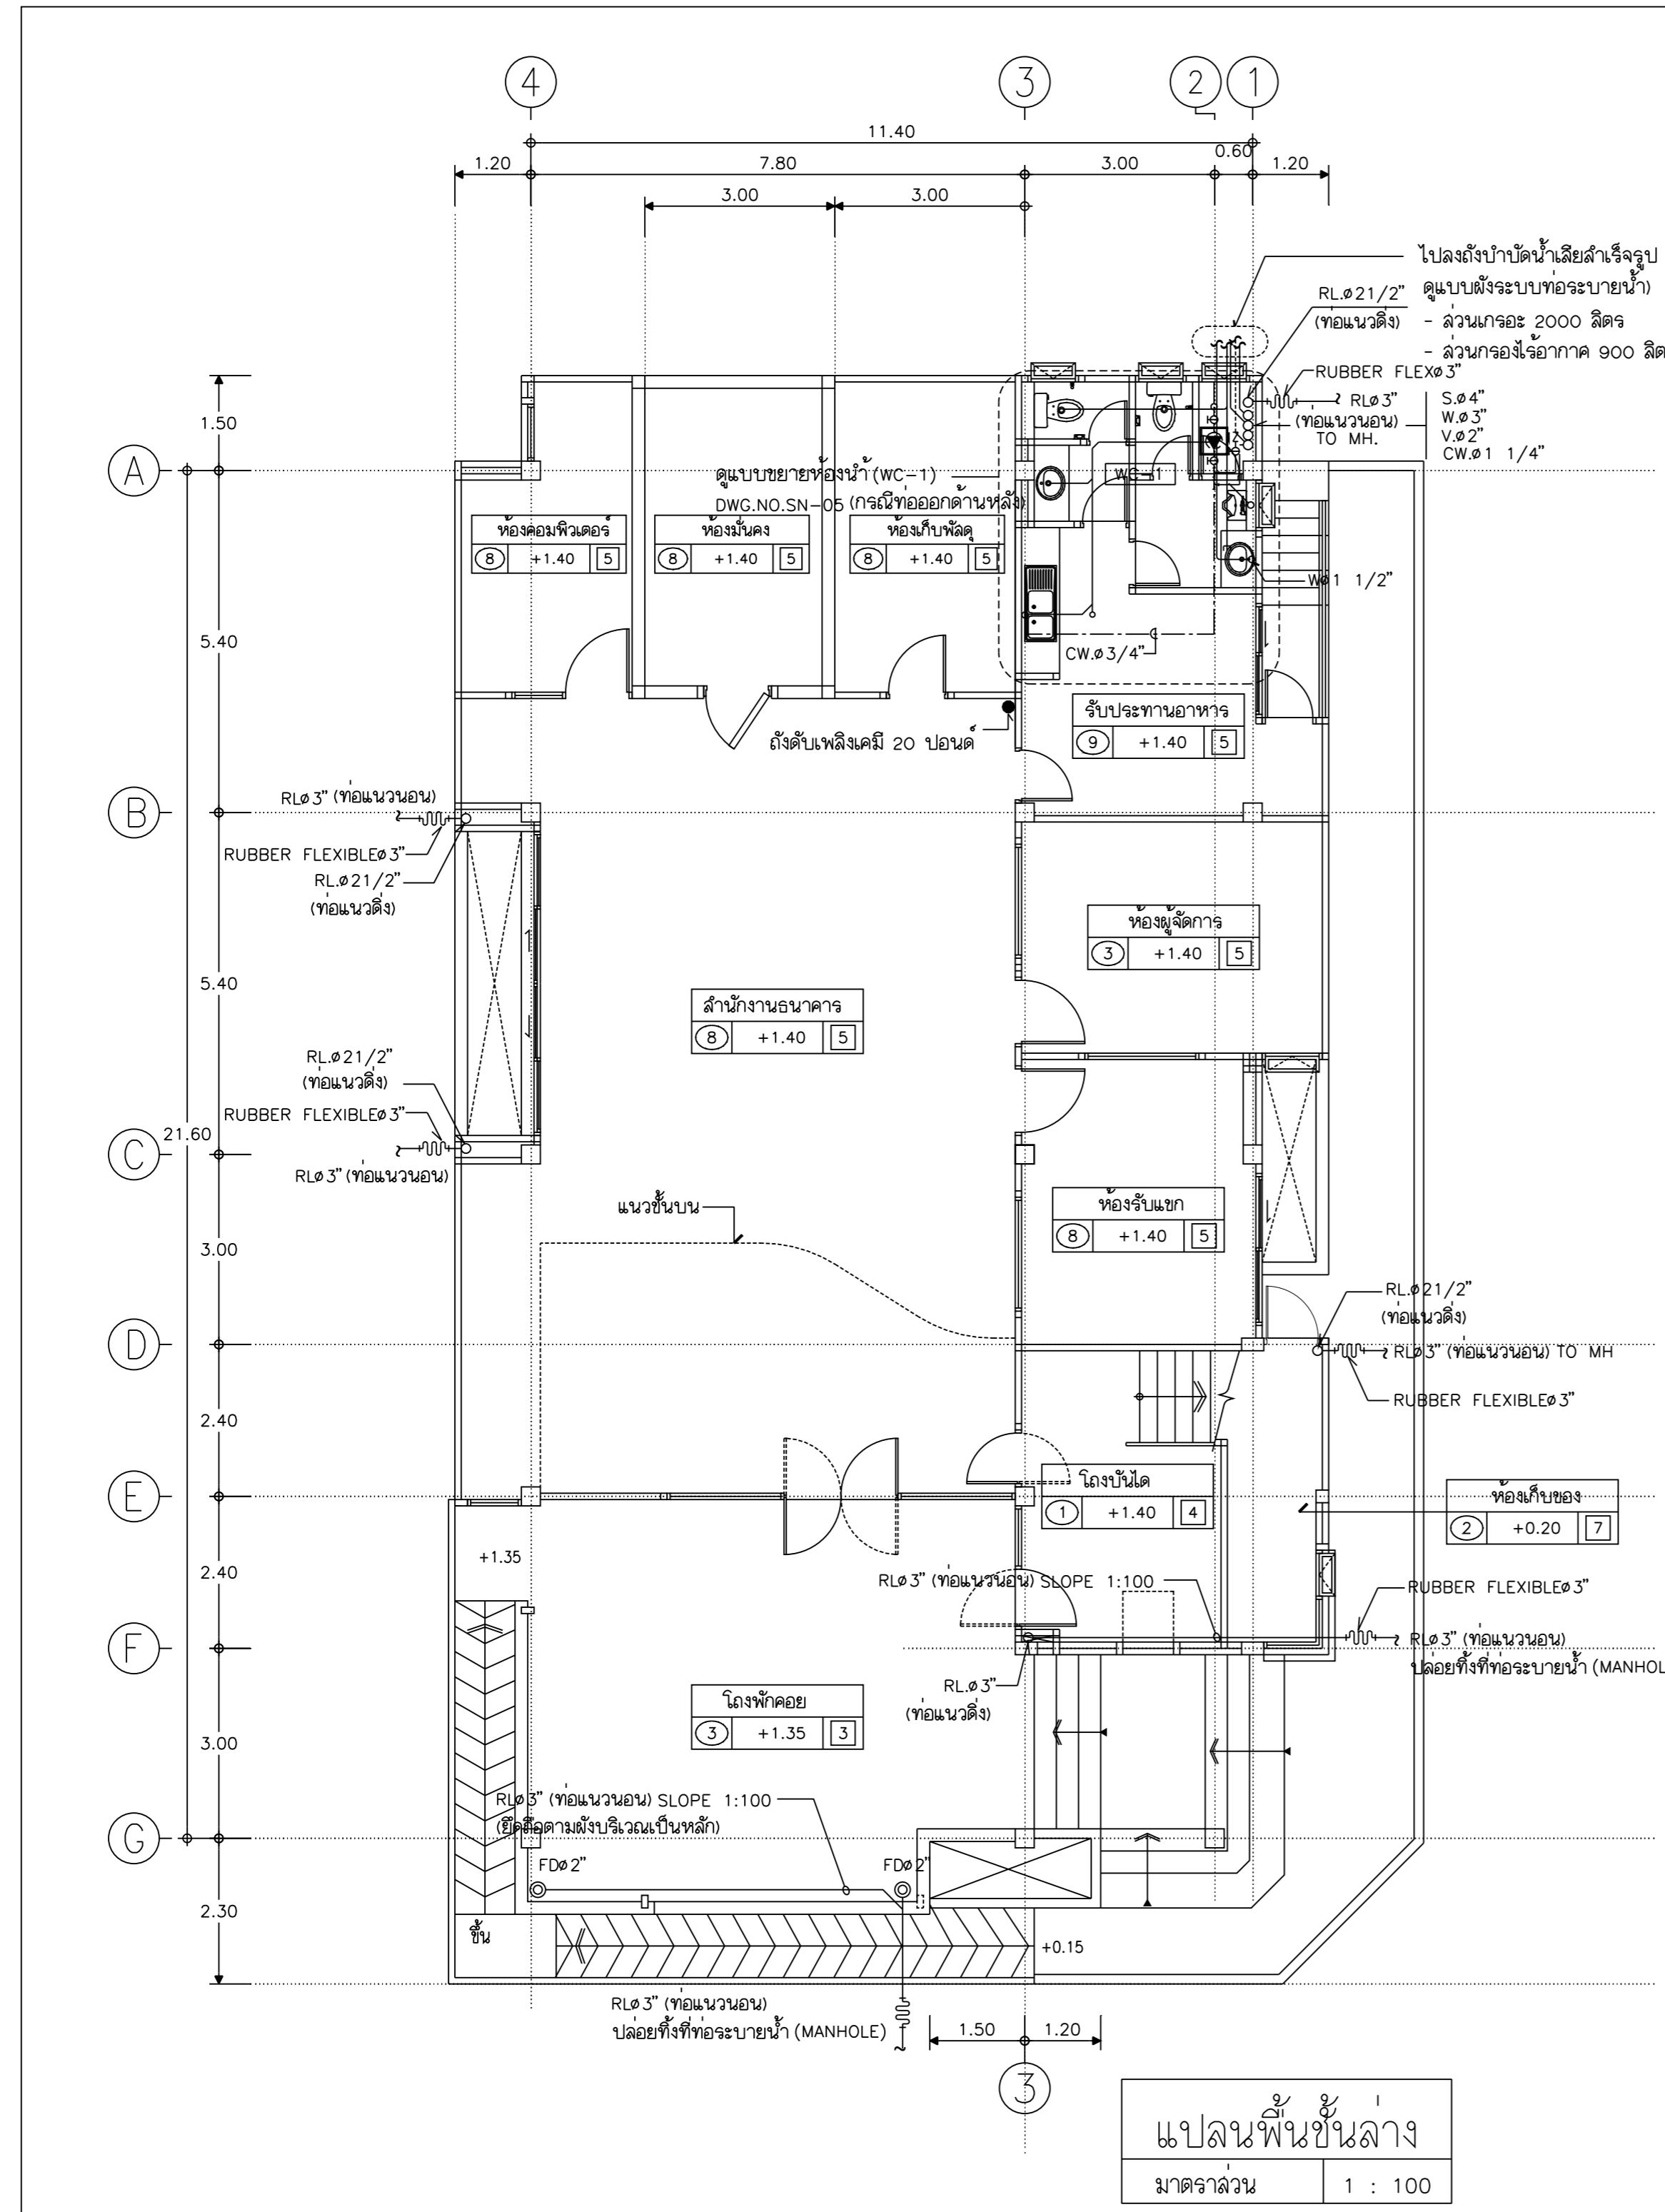 4
3
2
1
11.40
1.20
7.80
3.00
0.60
1.20
3.00
3.00
ไปลงถังบำบัดน้ำเสียสำเร็จรูป
ดูแบบผังระบบท่อระบายน้ำ)
- ส่วนเกรอะ 2000 ลิตร
- ส่วนกรองไร้อากาศ 900 ลิต
RL.ø21/2"
(ท่อแนวดิ่ง)
RUBBER FLEXø3"
RLø3"
(ท่อแนวนอน)
TO MH.
S.ø4"
W.ø3"
V.ø2"
CW.ø1 1/4"
1.50
A
ดูแบบขยายห้องน้ำ (WC-1)
DWG.NO.SN-05 (กรณีท่อออกด้านหลัง)
WC-1
ห้องคอมพิวเตอร์
8 +1.40 5
ห้องมั่นคง
8 +1.40 5
ห้องเก็บพัสดุ
8 +1.40 5
Wø1 1/2"
5.40
CW.ø3/4"
รับประทานอาหาร
9 +1.40 5
ถังดับเพลิงเคมี 20 ปอนด์
RLø3" (ท่อแนวนอน)
B
RUBBER FLEXIBLEø3"
RL.ø21/2"
(ท่อแนวดิ่ง)
ห้องผู้จัดการ
3 +1.40 5
5.40
สำนักงานธนาคาร
8 +1.40 5
RL.ø21/2"
(ท่อแนวดิ่ง)
RUBBER FLEXIBLEø3"
21.60
C
RLø3" (ท่อแนวนอน)
แนวชั้นบน
ห้องรับแขก
8 +1.40 5
3.00
RL.ø21/2"
(ท่อแนวดิ่ง)
D
RLø3" (ท่อแนวนอน) TO MH
RUBBER FLEXIBLEø3"
2.40
E
โถงบันได
1 +1.40 4
ห้องเก็บของ
2 +0.20 7
+1.35
2.40
RLø3" (ท่อแนวนอน) SLOPE 1:100
RUBBER FLEXIBLEø3"
F
RLø3" (ท่อแนวนอน)
ปล่อยทิ้งที่ท่อระบายน้ำ (MANHOL
RL.ø3"
(ท่อแนวดิ่ง)
โถงพักคอย
3 +1.35 3
3.00
RLø3" (ท่อแนวนอน) SLOPE 1:100
(ยึดถือตามผังบริเวณเป็นหลัก)
G
FDø2"
FDø2"
2.30
ขึ้น
+0.15
RLø3" (ท่อแนวนอน)
ปล่อยทิ้งที่ท่อระบายน้ำ (MANHOLE)
1.50
1.20
3
แปลนพื้นชั้นล่าง
มาตราส่วน 1 : 100